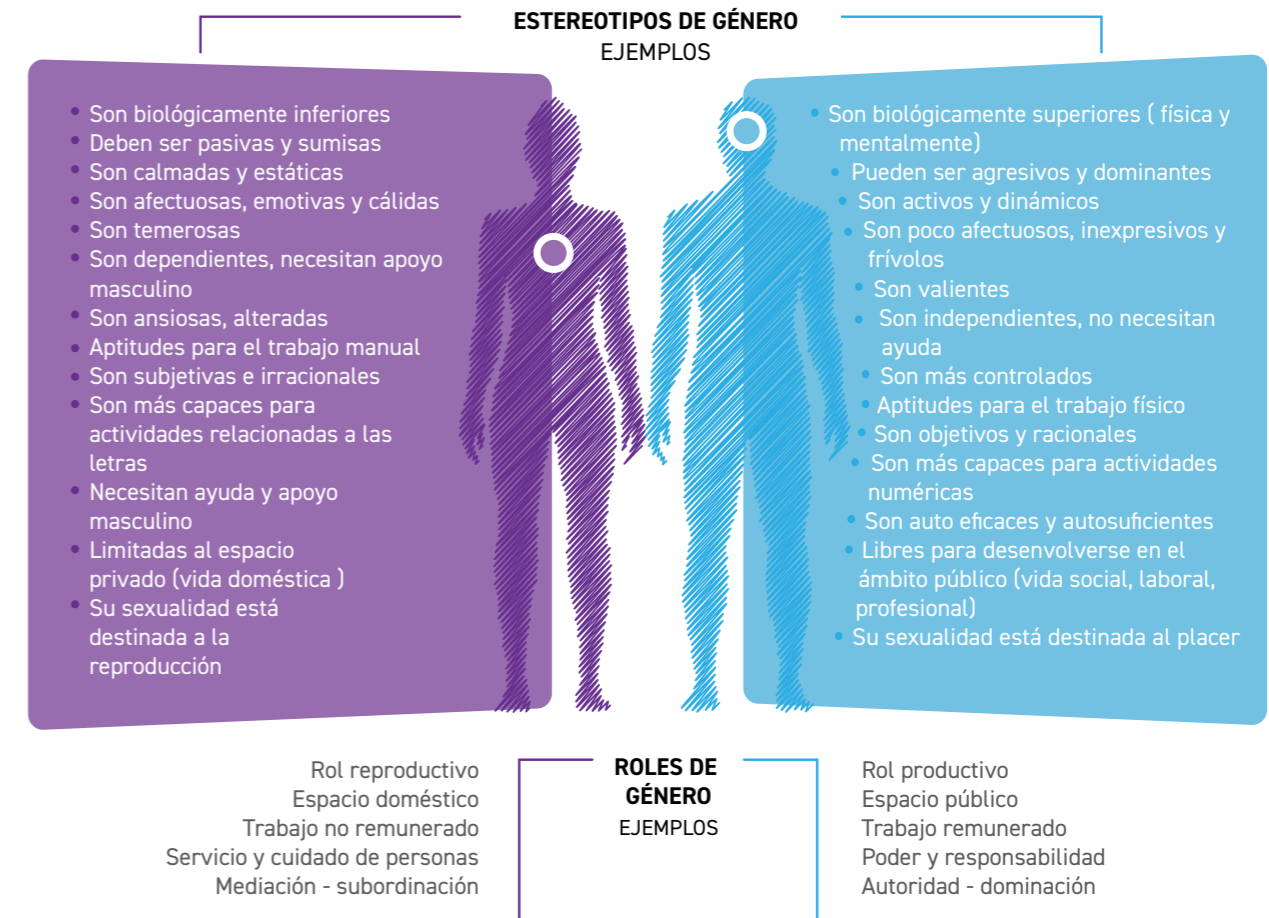 ESTEREOTIPOS DE GÉNERO
EJEMPLOS
• Son biológicamente inferiores
• Deben ser pasivas y sumisas
• Son calmadas y estáticas
• Son afectuosas, emotivas y cálidas
• Son temerosas
• Son dependientes, necesitan apoyo
masculino
• Son ansiosas, alteradas
• Aptitudes para el trabajo manual
• Son subjetivas e irracionales
• Son más capaces para
actividades relacionadas a las
letras
• Necesitan ayuda y apoyo
masculino
• Limitadas al espacio
privado (vida doméstica )
• Su sexualidad está
destinada a la
reproducción
• Son biológicamente superiores ( física y
mentalmente)
• Pueden ser agresivos y dominantes
• Son activos y dinámicos
• Son poco afectuosos, inexpresivos y
frívolos
• Son valientes
• Son independientes, no necesitan
ayuda
• Son más controlados
• Aptitudes para el trabajo físico
• Son objetivos y racionales
• Son más capaces para actividades
numéricas
• Son auto eficaces y autosuficientes
• Libres para desenvolverse en el
ámbito público (vida social, laboral,
profesional)
• Su sexualidad está destinada al placer
ROLES DE
GÉNERO
EJEMPLOS
Rol reproductivo
Espacio doméstico
Trabajo no remunerado
Servicio y cuidado de personas
Mediación - subordinación
Rol productivo
Espacio público
Trabajo remunerado
Poder y responsabilidad
Autoridad - dominación